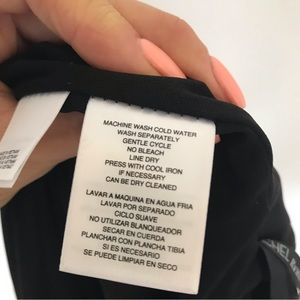 MACHINE WASH COLD WATER
WASH SEPARATELY
GENTLE CYCLE
NO BLEACH
LINE DRY
PRESS WITH COOL IRON
IF NECESSARY
CAN BE DRY CLEANED
LAVAR A MAQUINA EN AGUA FRIA
LAVAR POR SEPARADO
CICLO SUAVE
NO UTILIZAR BLANQUEADOR
SECAR EN CUERDA
PLANCHAR CON PLANCHA TIBIA
SI ES NECESARIO
SE PUEDE LIMPIAR EN SECO